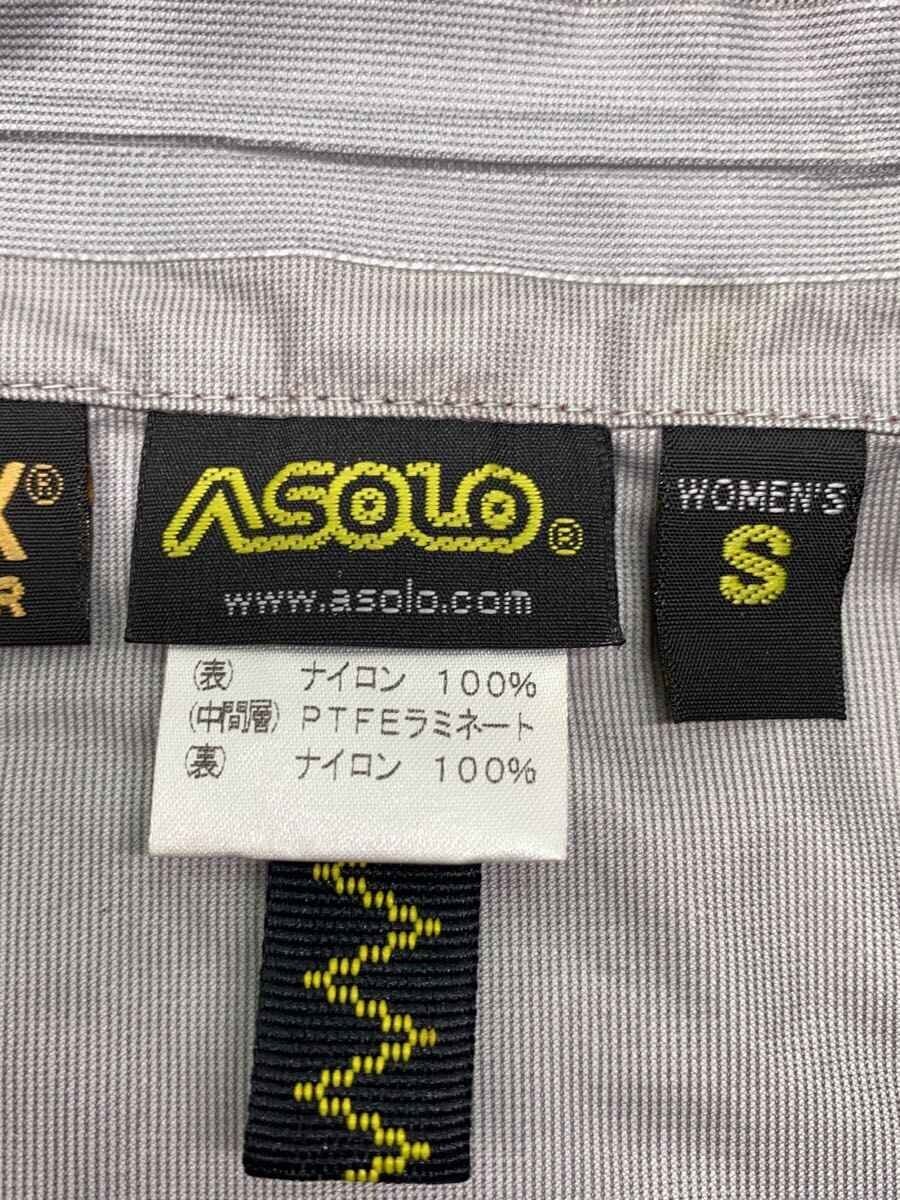 X®
R
ASOLO®
www.asolo.com
WOMEN'S
S
(表) ナイロン 100%
(中間層) PTFEラミネート
(裏) ナイロン 100%